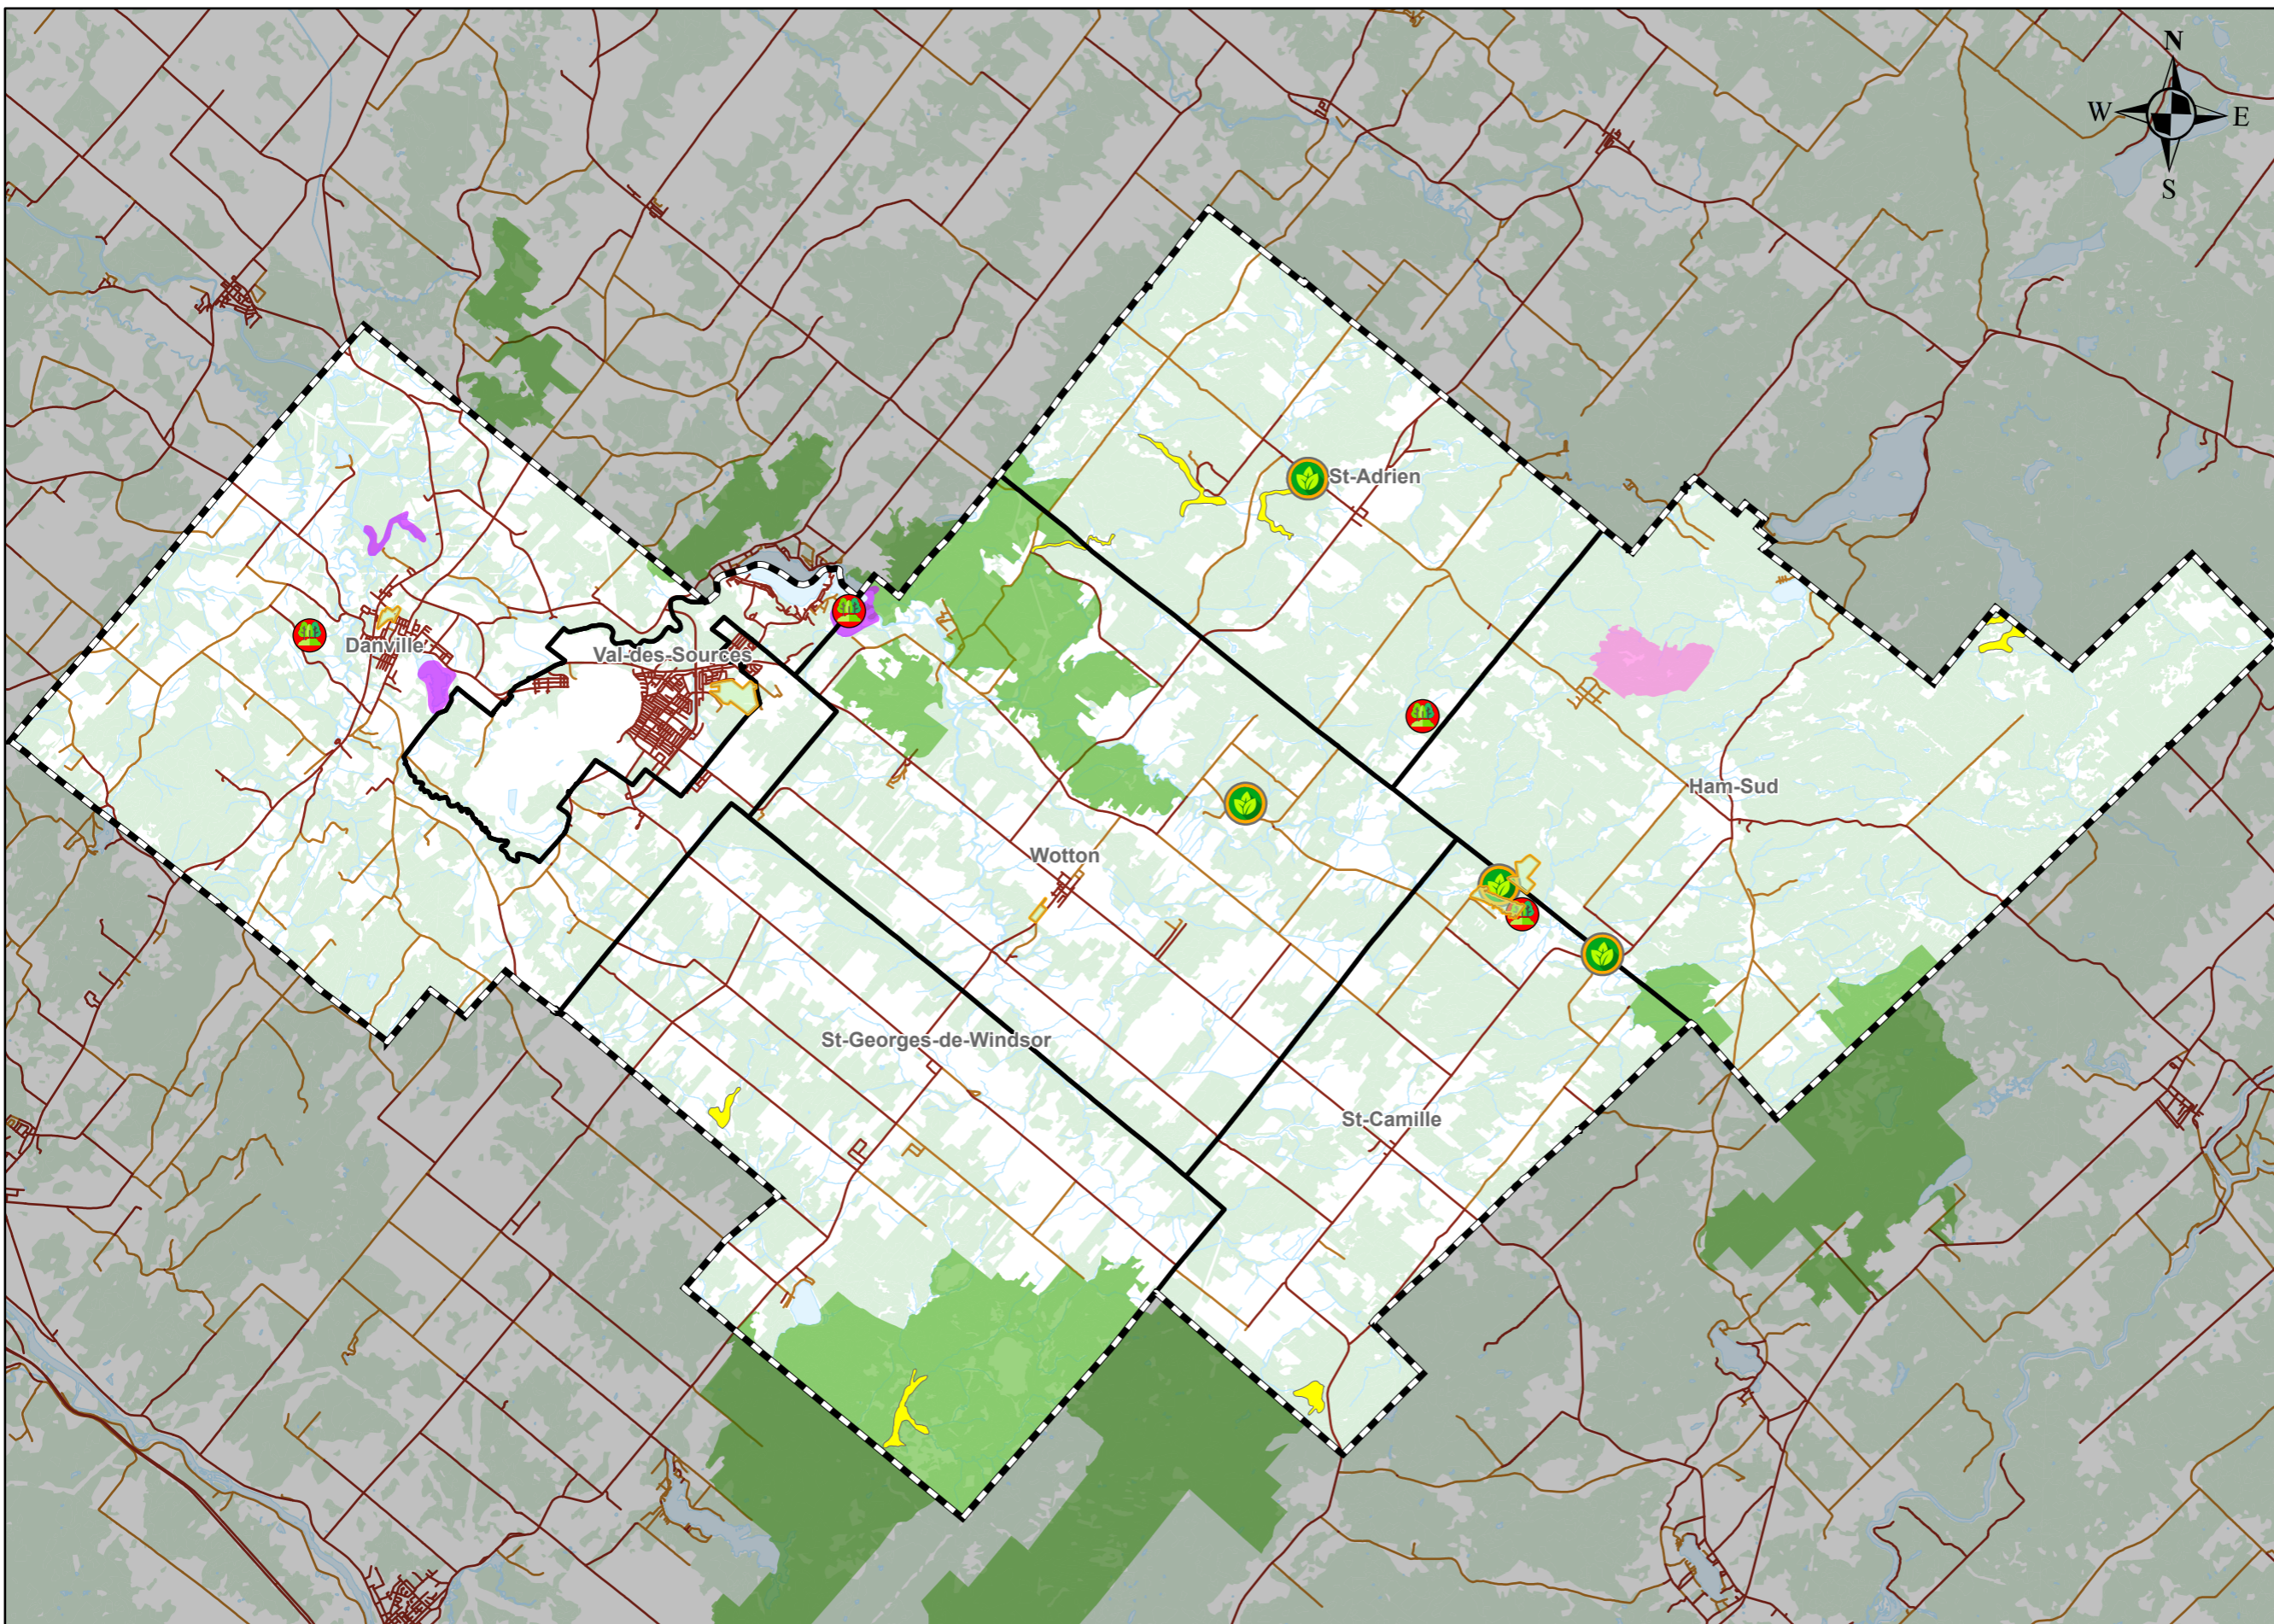 N
W E
S
St-Adrien
Danville
Val-des-Sources
Ham-Sud
Wotton
St-Georges-de-Windsor
St-Camille